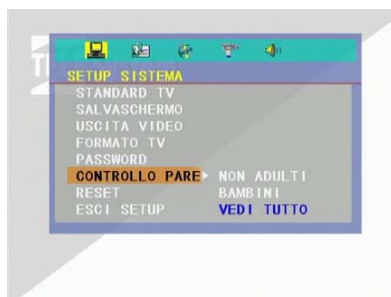 SETUP SISTEMA
STANDARD TV
SALVASCHERMO
USCITA VIDEO
FORMATO TV
PASSWORD
CONTROLLO PARE NON ADULTI
RESET BAMBINI
ESCI SETUP VEDI TUTTO